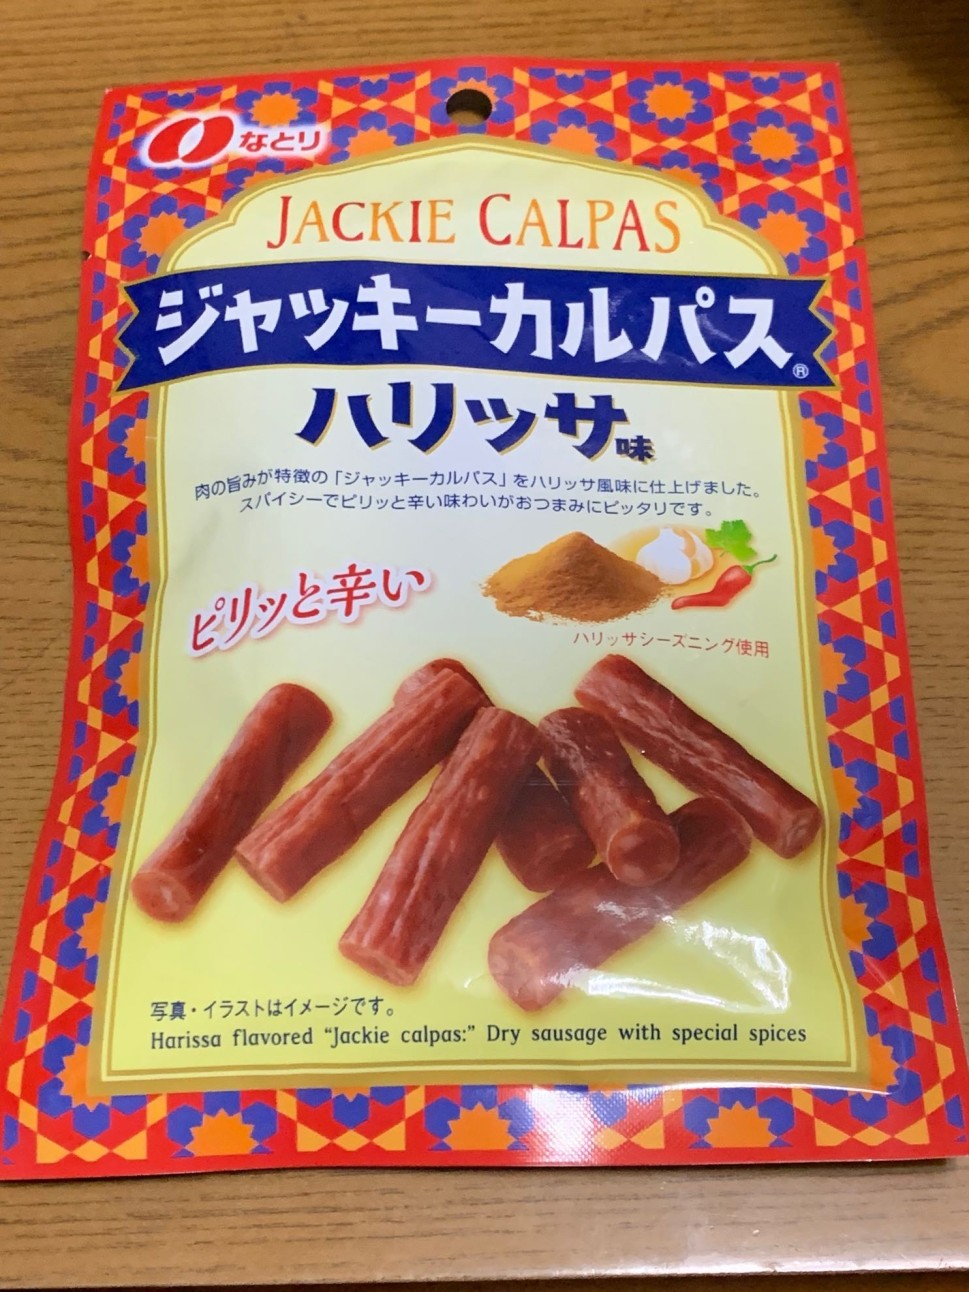 なとり
JACKIE CALPAS
ジャッキーカルパス®
ハリッサ味
肉の旨みが特徴の「ジャッキーカルパス」をハリッサ風味に仕上げました。
スパイシーでピリッと辛い味わいがおつまみにピッタリです。
ピリッと辛い
ハリッサシーズニング使用
写真・イラストはイメージです。
Harissa flavored “Jackie calpas:” Dry sausage with special spices